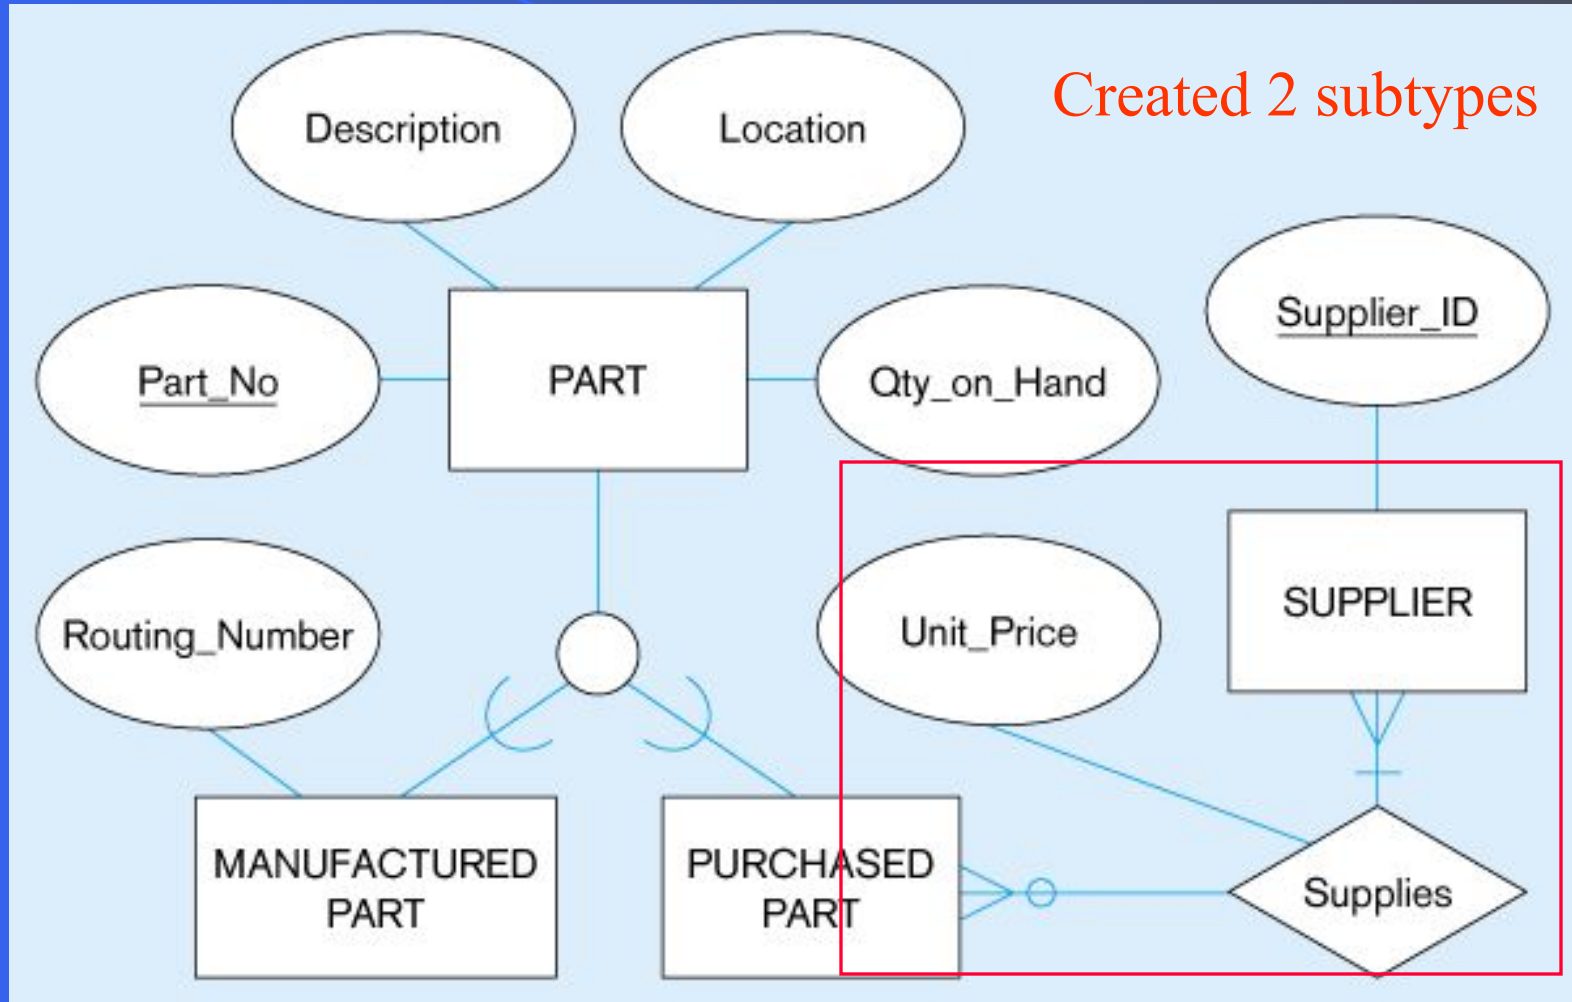 Created 2 subtypes
Description
Location
Supplier_ID
Part_No
PART
Qty_on_Hand
Routing_Number
Unit_Price
SUPPLIER
MANUFACTURED
PART
PURCHASED
PART
Supplies